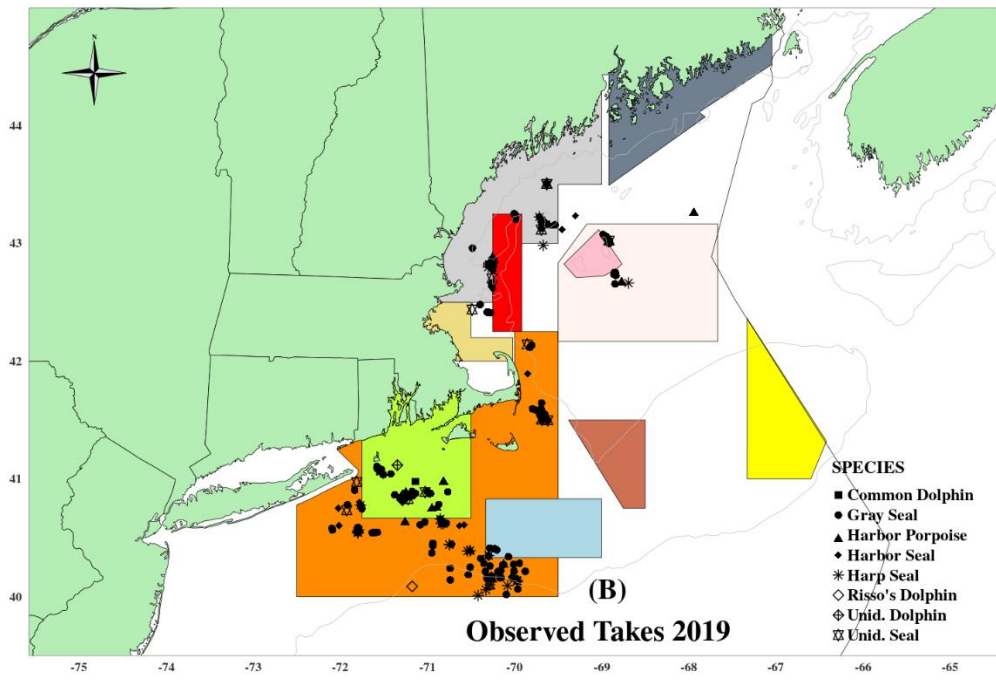 N
44
43
42
41
40
SPECIES
Common Dolphin
Gray Seal
Harbor Porpoise
Harbor Seal
Harp Seal
Risso's Dolphin
Unid. Dolphin
Unid. Seal
(B)
Observed Takes 2019
-75 -74 -73 -72 -71 -70 -69 -68 -67 -66 -65